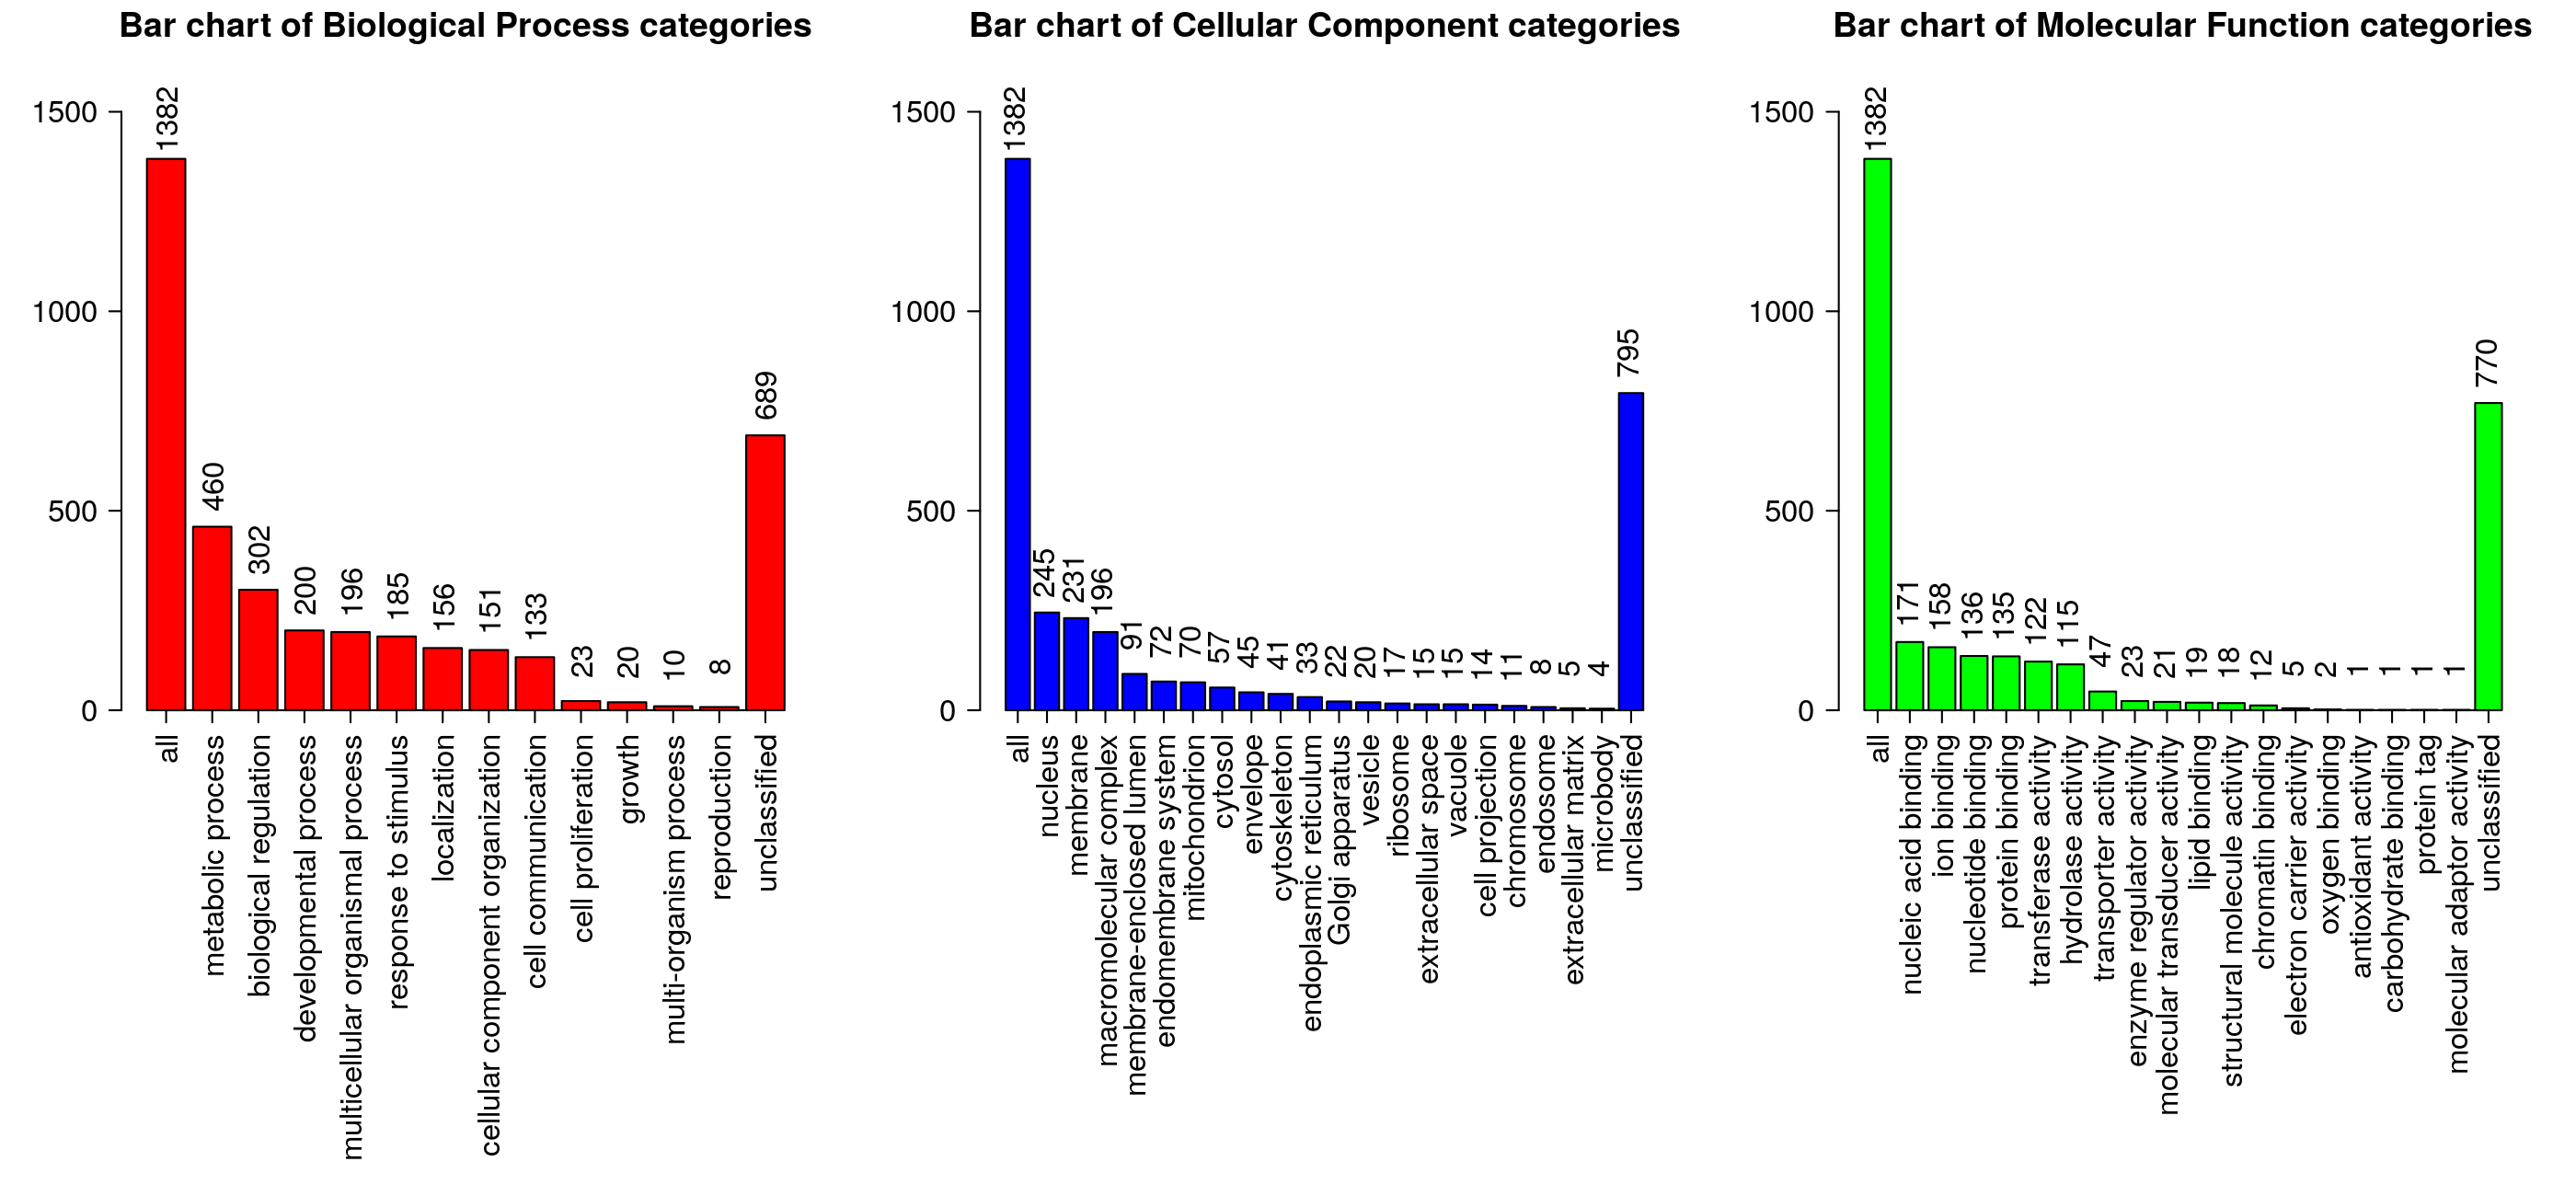 Bar chart of Biological Process categories
1500
1000
500
0
1382
460
302
200
196
185
156
151
133
23
20
10
8
689
all
metabolic process
biological regulation
developmental process
multicellular organismal process
response to stimulus
localization
cellular component organization
cell communication
cell proliferation
growth
multi-organism process
reproduction
unclassified
Bar chart of Cellular Component categories
1500
1000
500
0
1382
245
231
196
91
72
70
57
45
41
33
22
20
17
15
15
14
11
8
5
4
795
all
nucleus
membrane
macromolecular complex
membrane-enclosed lumen
endomembrane system
mitochondrion
cytosol
envelope
cytoskeleton
endoplasmic reticulum
Golgi apparatus
vesicle
ribosome
extracellular space
vacuole
cell projection
chromosome
endosome
extracellular matrix
microbody
unclassified
Bar chart of Molecular Function categories
1500
1000
500
0
1382
171
158
136
135
122
115
47
23
21
19
18
12
5
2
1
1
1
1
770
all
nucleic acid binding
ion binding
nucleotide binding
protein binding
transferase activity
hydrolase activity
transporter activity
enzyme regulator activity
molecular transducer activity
lipid binding
structural molecule activity
chromatin binding
electron carrier activity
oxygen binding
antioxidant activity
carbohydrate binding
protein tag
molecular adaptor activity
unclassified